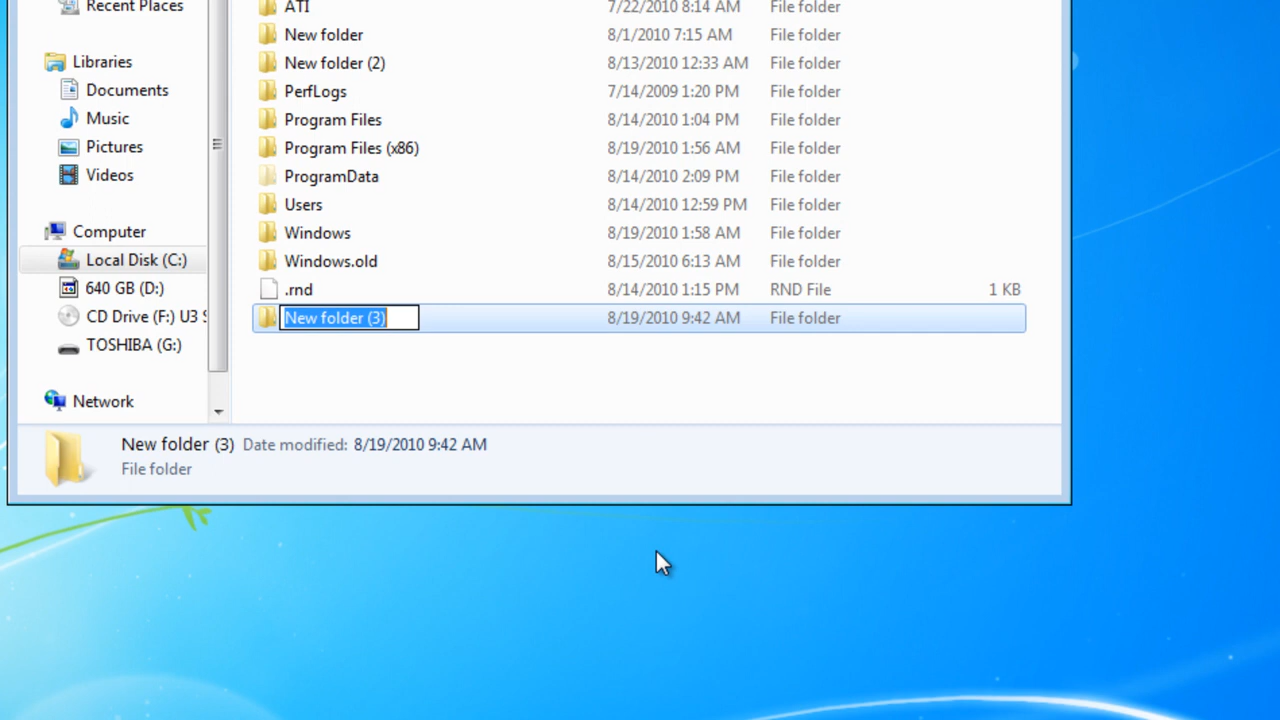 Recent Places
Libraries
Documents
Music
Pictures
Videos
Computer
Local Disk (C:)
640 GB (D:)
CD Drive (F:) U3
TOSHIBA (G:)
Network
ATI 7/22/2010 8:14 AM File folder
New folder 8/1/2010 7:15 AM File folder
New folder (2) 8/13/2010 12:33 AM File folder
PerfLogs 7/14/2009 1:20 PM File folder
Program Files 8/14/2010 1:04 PM File folder
Program Files (x86) 8/19/2010 1:56 AM File folder
ProgramData 8/14/2010 2:09 PM File folder
Users 8/14/2010 12:59 PM File folder
Windows 8/19/2010 1:58 AM File folder
Windows.old 8/15/2010 6:13 AM File folder
.rnd 8/14/2010 1:15 PM RND File 1 KB
New folder (3) 8/19/2010 9:42 AM File folder
New folder (3) Date modified: 8/19/2010 9:42 AM
File folder